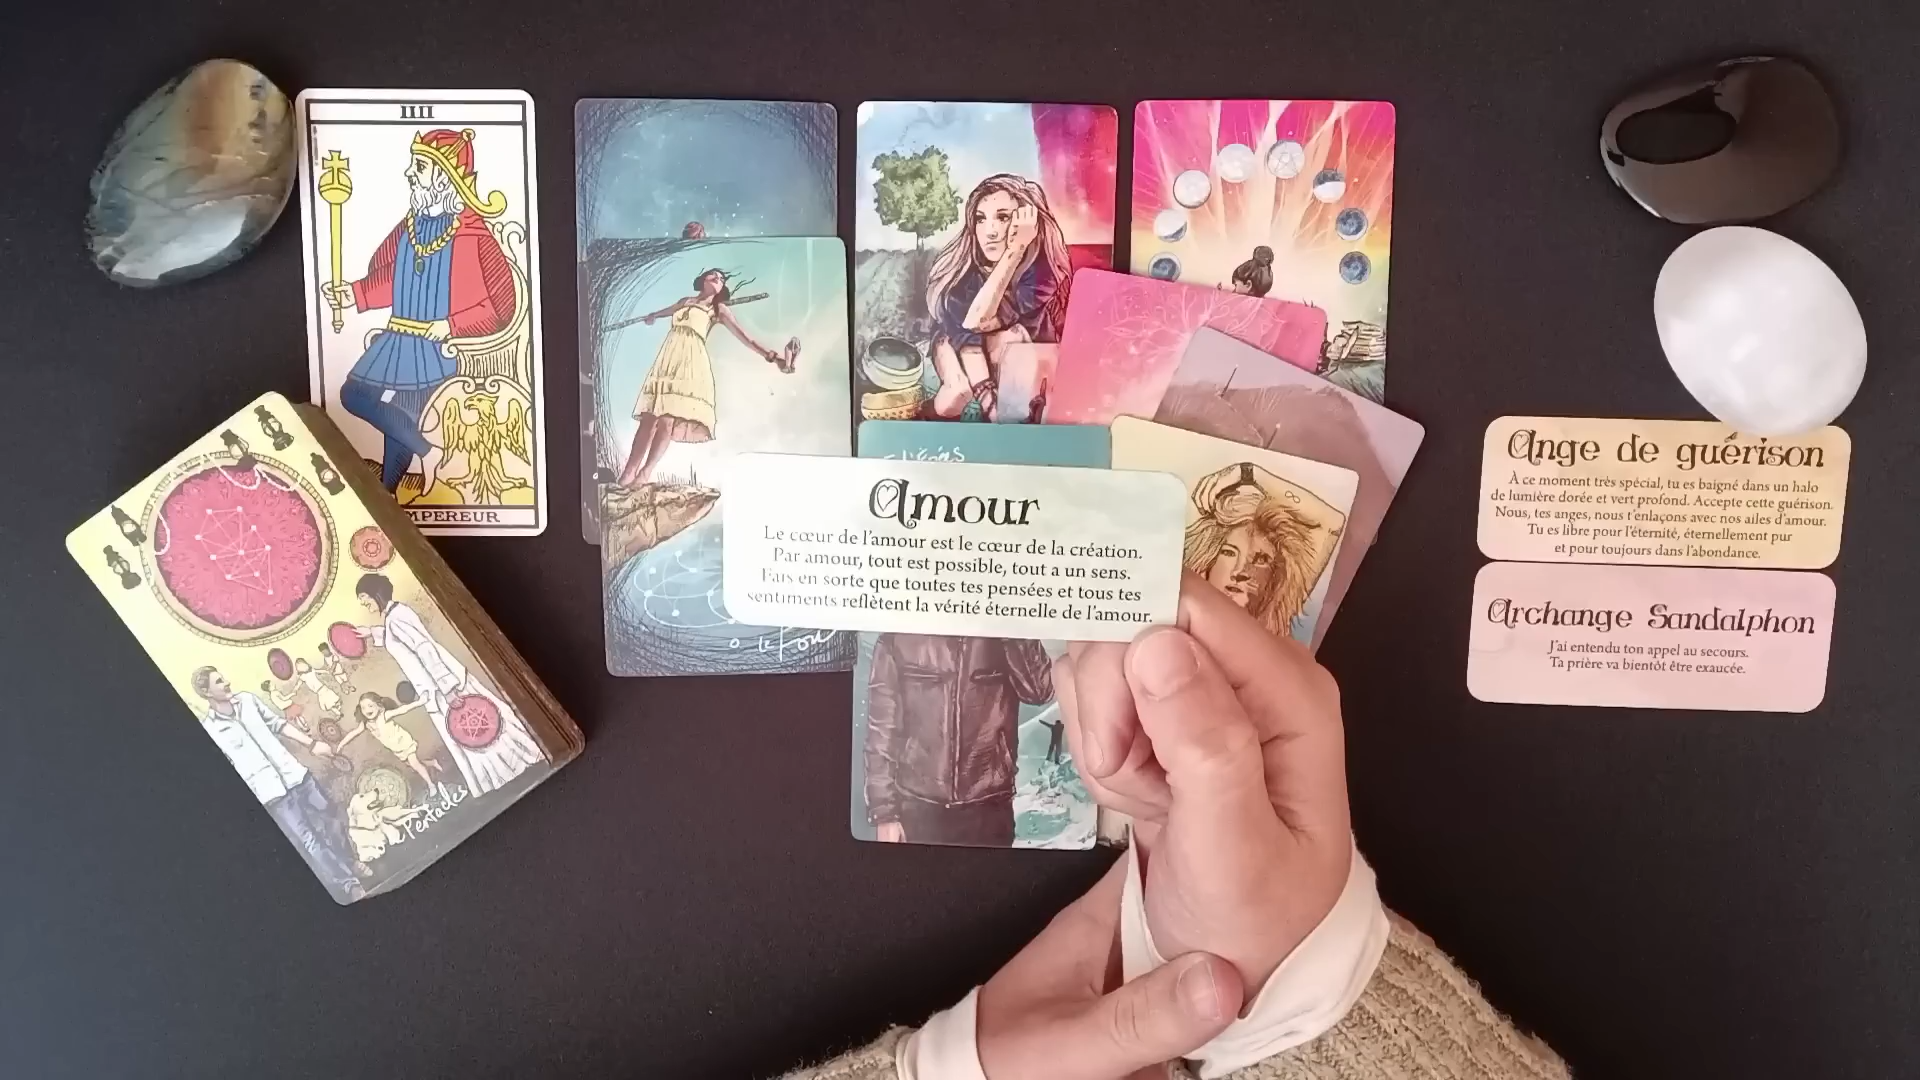 IIII
MPEREUR
Pentacles
o le fou
Amour
Le cœur de l'amour est le cœur de la création.
Par amour, tout est possible, tout a un sens.
Fais en sorte que toutes tes pensées et tous tes
sentiments reflètent la vérité éternelle de l'amour.
Ange de guérison
À ce moment très spécial, tu es baigné dans un halo
de lumière dorée et vert profond. Accepte cette guérison.
Nous, tes anges, nous t'enlaçons avec nos ailes d'amour.
Tu es libre pour l'éternité, éternellement pur
et pour toujours dans l'abondance.
Archange Sandalphon
J'ai entendu ton appel au secours.
Ta prière va bientôt être exaucée.